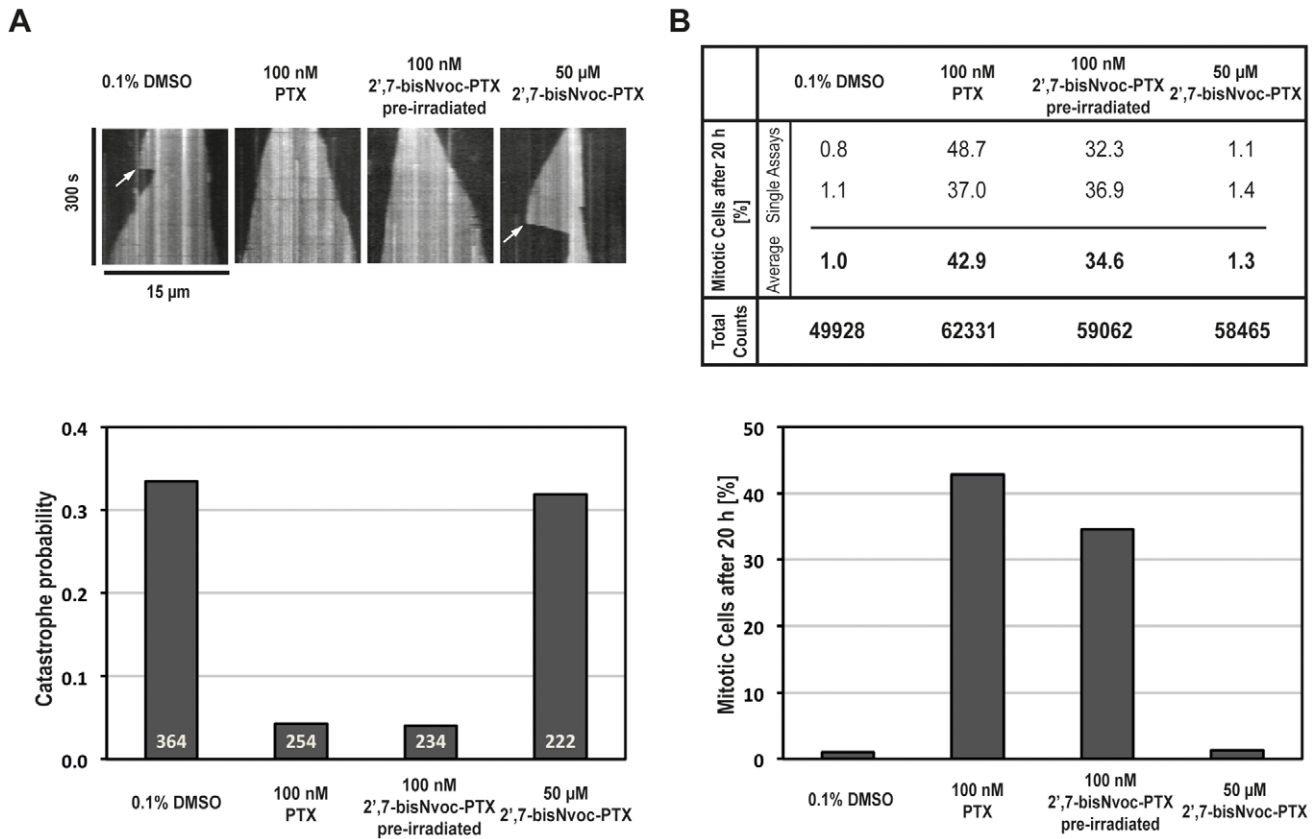 A
0.1% DMSO
100 nM
PTX
100 nM
2',7-bisNvoc-PTX
pre-irradiated
50 µM
2',7-bisNvoc-PTX
300 s
15 µm
0.4
0.3
0.2
0.1
0.0
Catastrophe probability
364
254
234
222
0.1% DMSO
100 nM
PTX
100 nM
2',7-bisNvoc-PTX
pre-irradiated
50 µM
2',7-bisNvoc-PTX
B
0.1% DMSO
100 nM
PTX
100 nM
2',7-bisNvoc-PTX
pre-irradiated
50 µM
2',7-bisNvoc-PTX
Mitotic Cells after 20 h
[%]
Single Assays
0.8 48.7 32.3 1.1
1.1 37.0 36.9 1.4
Average
1.0 42.9 34.6 1.3
Total
Counts
49928 62331 59062 58465
50
40
30
20
10
0
Mitotic Cells after 20 h [%]
0.1% DMSO
100 nM
PTX
100 nM
2',7-bisNvoc-PTX
pre-irradiated
50 µM
2',7-bisNvoc-PTX